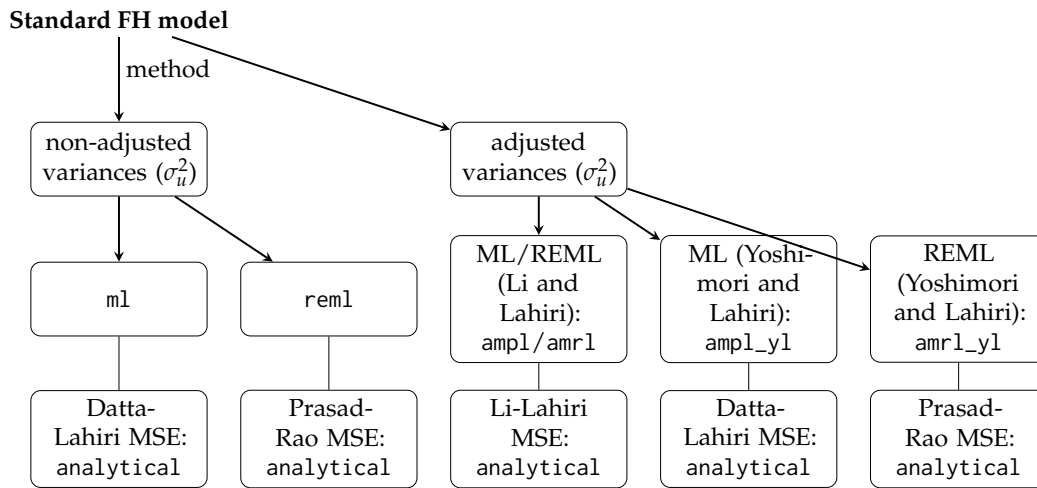 Standard FH model
method
non-adjusted
variances (σ²ᵤ)
adjusted
variances (σ²ᵤ)
ml
reml
ML/REML
(Li and
Lahiri):
ampl/amrl
ML (Yoshi-
mori and
Lahiri):
ampl_yl
REML
(Yoshimori
and Lahiri):
amrl_yl
Datta-
Lahiri MSE:
analytical
Prasad-
Rao MSE:
analytical
Li-Lahiri
MSE:
analytical
Datta-
Lahiri MSE:
analytical
Prasad-
Rao MSE:
analytical